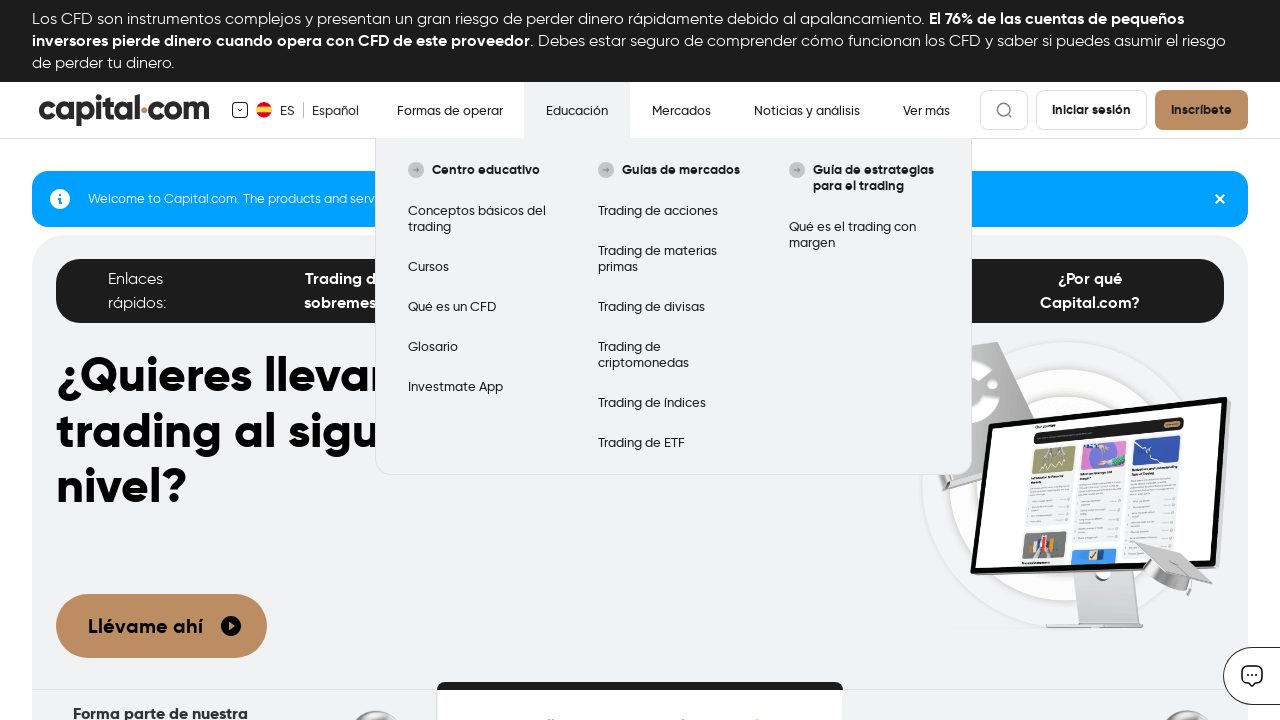 Los CFD son instrumentos complejos y presentan un gran riesgo de perder dinero rápidamente debido al apalancamiento. El 76% de las cuentas de pequeños
inversores pierde dinero cuando opera con CFD de este proveedor. Debes estar seguro de comprender cómo funcionan los CFD y saber si puedes asumir el riesgo
de perder tu dinero.
capital.com
ES
Español
Formas de operar
Educación
Mercados
Noticias y análisis
Ver más
Iniciar sesión
Inscríbete
Centro educativo
Conceptos básicos del
trading
Cursos
Qué es un CFD
Glosario
Investmate App
Guías de mercados
Trading de acciones
Trading de materias
primas
Trading de divisas
Trading de
criptomonedas
Trading de índices
Trading de ETF
Guía de estrategias
para el trading
Qué es el trading con
margen
Welcome to Capital.com. The products and serv
Enlaces
rápidos:
Trading d
sobremes
¿Por qué
Capital.com?
¿Quieres llevar
trading al sigu
nivel?
Llévame ahí
Forma parte de nuestra